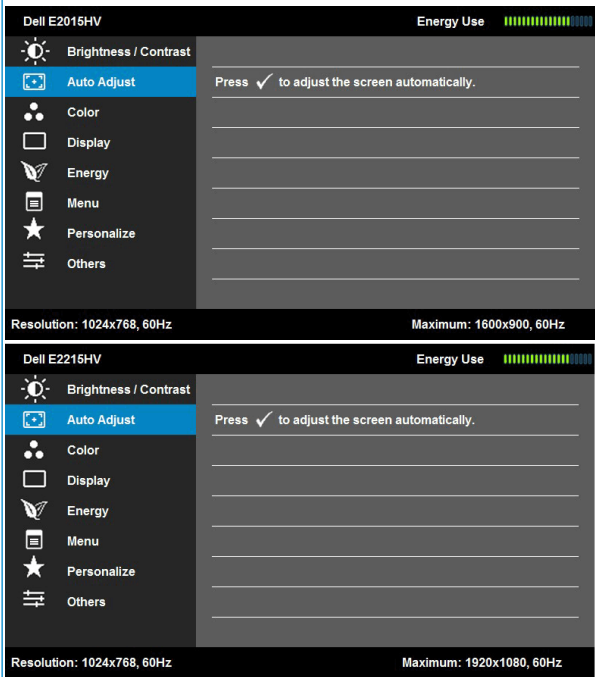 Dell E2015HV Energy Use
Brightness / Contrast
Auto Adjust Press ✓ to adjust the screen automatically.
Color
Display
Energy
Menu
Personalize
Others
Resolution: 1024x768, 60Hz Maximum: 1600x900, 60Hz
Dell E2215HV Energy Use
Brightness / Contrast
Auto Adjust Press ✓ to adjust the screen automatically.
Color
Display
Energy
Menu
Personalize
Others
Resolution: 1024x768, 60Hz Maximum: 1920x1080, 60Hz